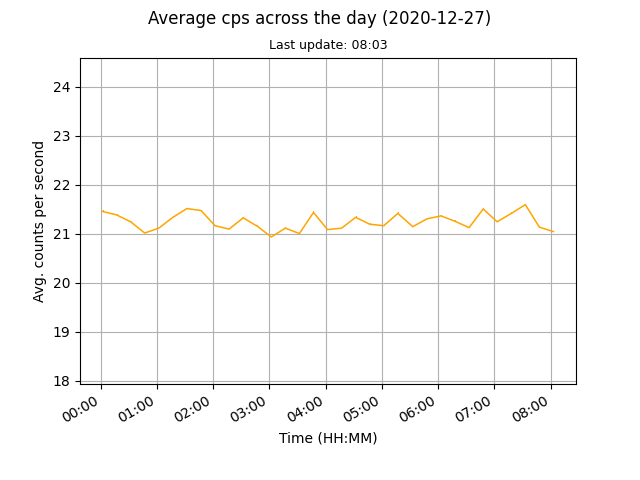 Average cps across the day (2020-12-27)
Last update: 08:03
24
23
22
21
20
19
18
Avg. counts per second
00:00 01:00 02:00 03:00 04:00 05:00 06:00 07:00 08:00
Time (HH:MM)